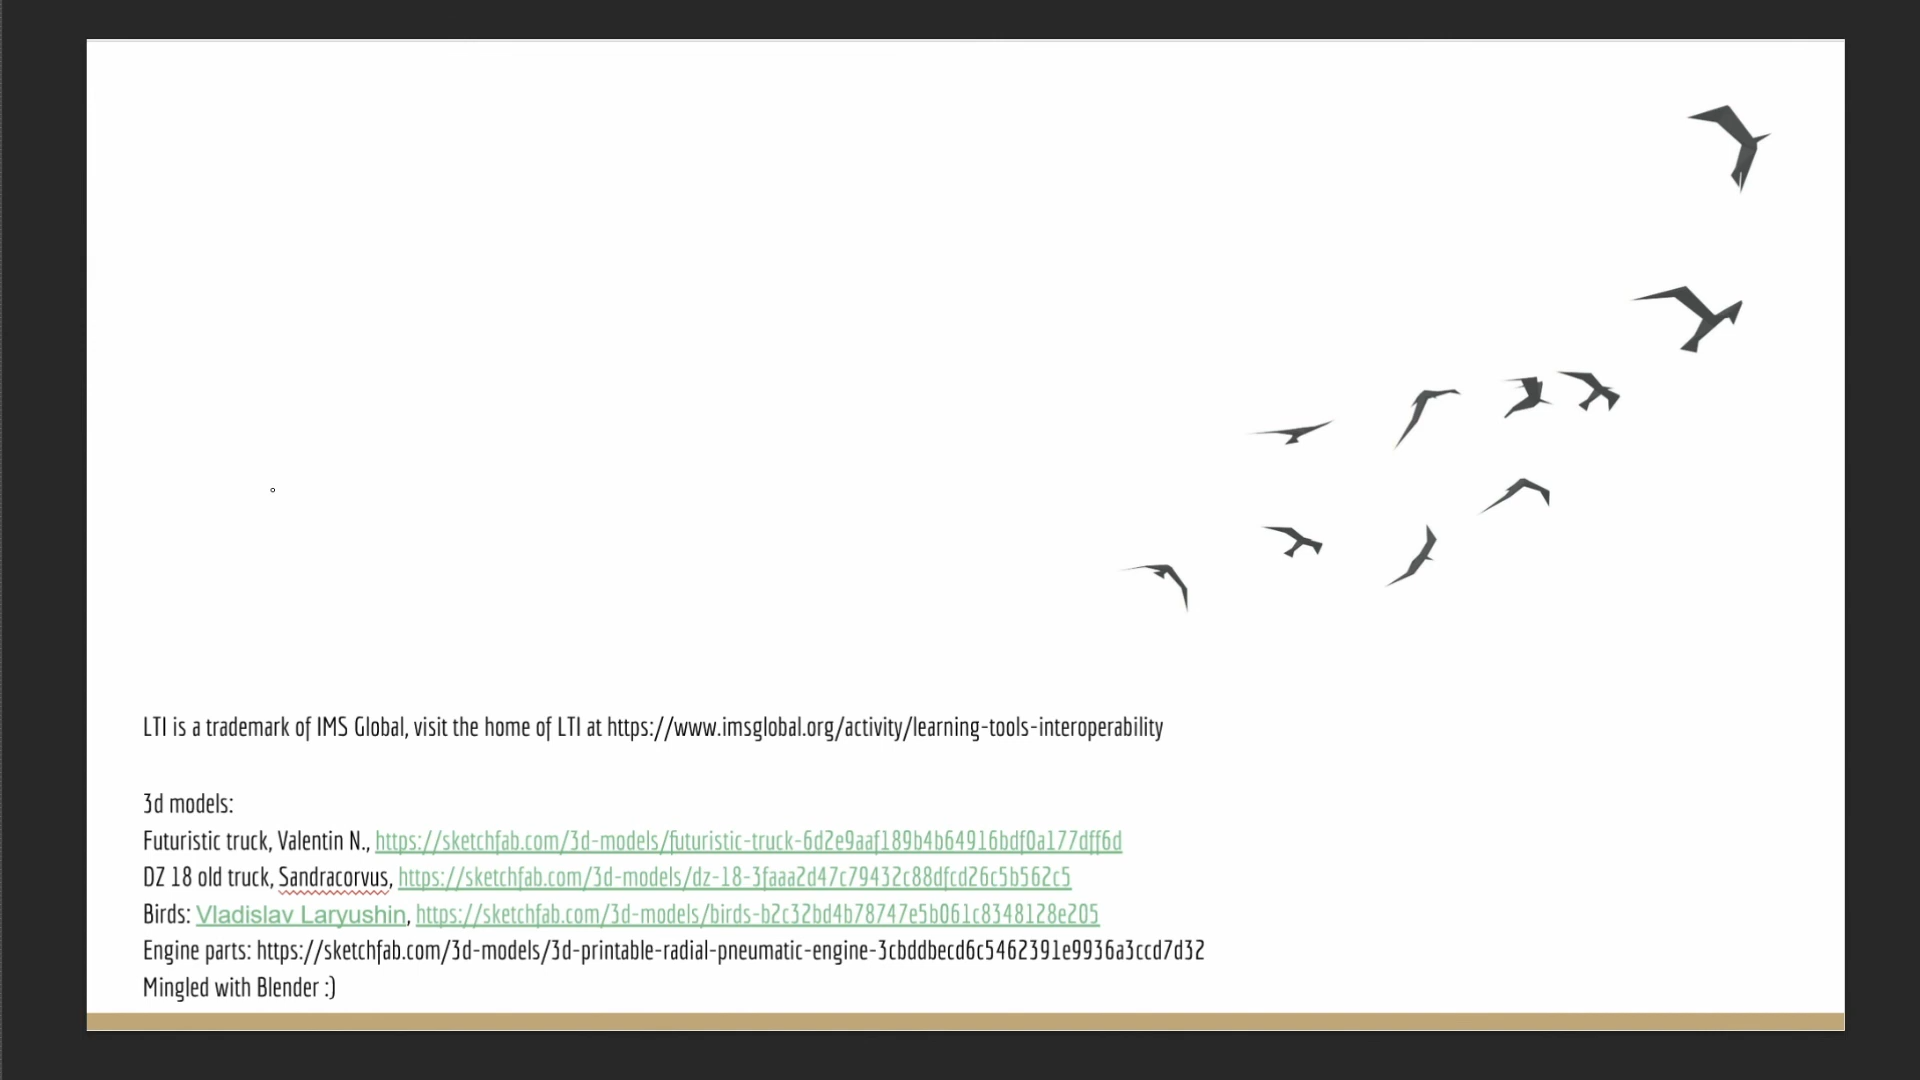 LTI is a trademark of IMS Global, visit the home of LTI at https://www.imsglobal.org/activity/learning-tools-interoperability
3d models:
Futuristic truck, Valentin N., https://sketchfab.com/3d-models/futuristic-truck-6d2e9aaf189b4b64916bdf0a177dff6d
DZ 18 old truck, Sandracorvus, https://sketchfab.com/3d-models/dz-18-3faaa2d47c79432c88dfcd26c5b562c5
Birds: Vladislav Laryushin, https://sketchfab.com/3d-models/birds-b2c32bd4b78747e5b061c8348128e205
Engine parts: https://sketchfab.com/3d-models/3d-printable-radial-pneumatic-engine-3cbddbecd6c5462391e9936a3ccd7d32
Mingled with Blender :)